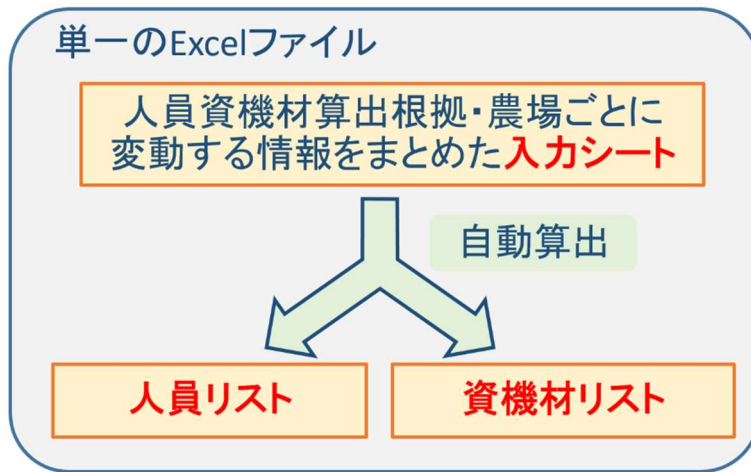 単一のExcelファイル
人員資機材算出根拠・農場ごとに
変動する情報をまとめた入力シート
自動算出
人員リスト
資機材リスト